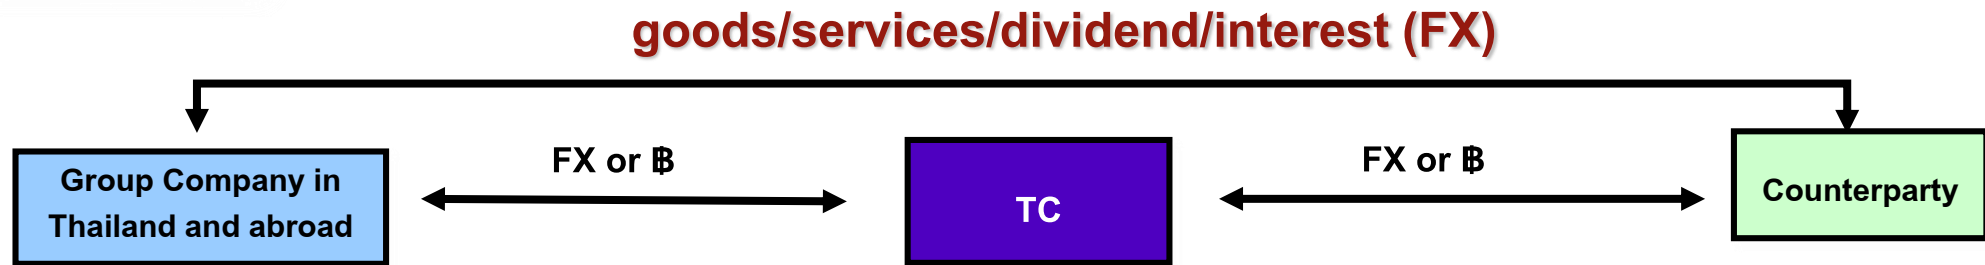 goods/services/dividend/interest (FX)
FX or ฿
FX or ฿
Group Company in
Thailand and abroad
TC
Counterparty